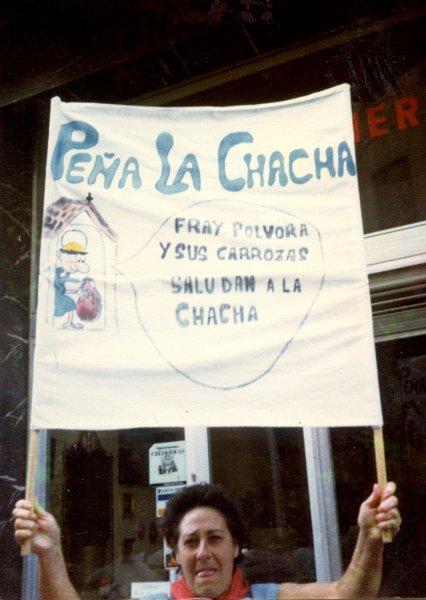 PEÑA LA CHACHA
FRAY POLVORA
Y SUS CARROZAS
SALUDAN A LA
CHACHA